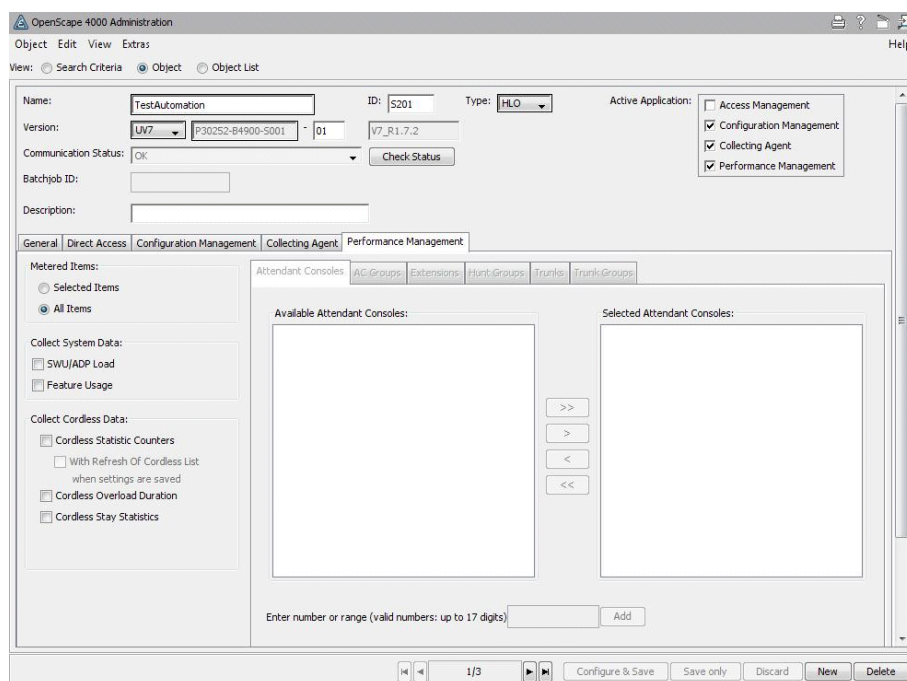 OpenScape 4000 Administration
Object Edit View Extras Help
View: Search Criteria Object Object List
Name: TestAutomation ID: S201 Type: HLO Active Application: Access Management
Version: UV7 P30252-B4900-S001 - 01 V7_R1.7.2 Configuration Management
Communication Status: OK Check Status Collecting Agent
Batchjob ID: Performance Management
Description:
General Direct Access Configuration Management Collecting Agent Performance Management
Metered Items:
Selected Items
All Items
Collect System Data:
SWU/ADP Load
Feature Usage
Collect Cordless Data:
Cordless Statistic Counters
With Refresh Of Cordless List
when settings are saved
Cordless Overload Duration
Cordless Stay Statistics
Attendant Consoles AC Groups Extensions Hunt Groups Trunks Trunk Groups
Available Attendant Consoles: Selected Attendant Consoles:
>>
>
<
<<
Enter number or range (valid numbers: up to 17 digits) Add
1/3 Configure & Save Save only Discard New Delete